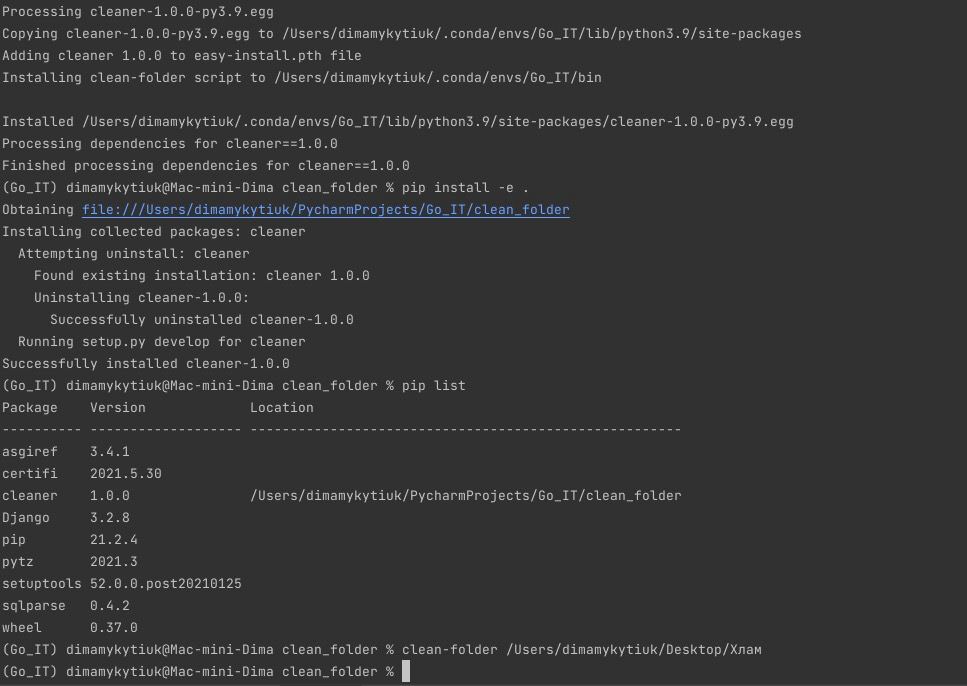 Processing cleaner-1.0.0-py3.9.egg
Copying cleaner-1.0.0-py3.9.egg to /Users/dimamykytiuk/.conda/envs/Go_IT/lib/python3.9/site-packages
Adding cleaner 1.0.0 to easy-install.pth file
Installing clean-folder script to /Users/dimamykytiuk/.conda/envs/Go_IT/bin
Installed /Users/dimamykytiuk/.conda/envs/Go_IT/lib/python3.9/site-packages/cleaner-1.0.0-py3.9.egg
Processing dependencies for cleaner==1.0.0
Finished processing dependencies for cleaner==1.0.0
(Go_IT) dimamykytiuk@Mac-mini-Dima clean_folder % pip install -e .
Obtaining file:///Users/dimamykytiuk/PycharmProjects/Go_IT/clean_folder
Installing collected packages: cleaner
  Attempting uninstall: cleaner
    Found existing installation: cleaner 1.0.0
    Uninstalling cleaner-1.0.0:
      Successfully uninstalled cleaner-1.0.0
  Running setup.py develop for cleaner
Successfully installed cleaner-1.0.0
(Go_IT) dimamykytiuk@Mac-mini-Dima clean_folder % pip list
Package    Version             Location
---------- ------------------- ------------------------------------------------------
asgiref    3.4.1
certifi    2021.5.30
cleaner    1.0.0               /Users/dimamykytiuk/PycharmProjects/Go_IT/clean_folder
Django     3.2.8
pip        21.2.4
pytz       2021.3
setuptools 52.0.0.post20210125
sqlparse   0.4.2
wheel      0.37.0
(Go_IT) dimamykytiuk@Mac-mini-Dima clean_folder % clean-folder /Users/dimamykytiuk/Desktop/Хлам
(Go_IT) dimamykytiuk@Mac-mini-Dima clean_folder %